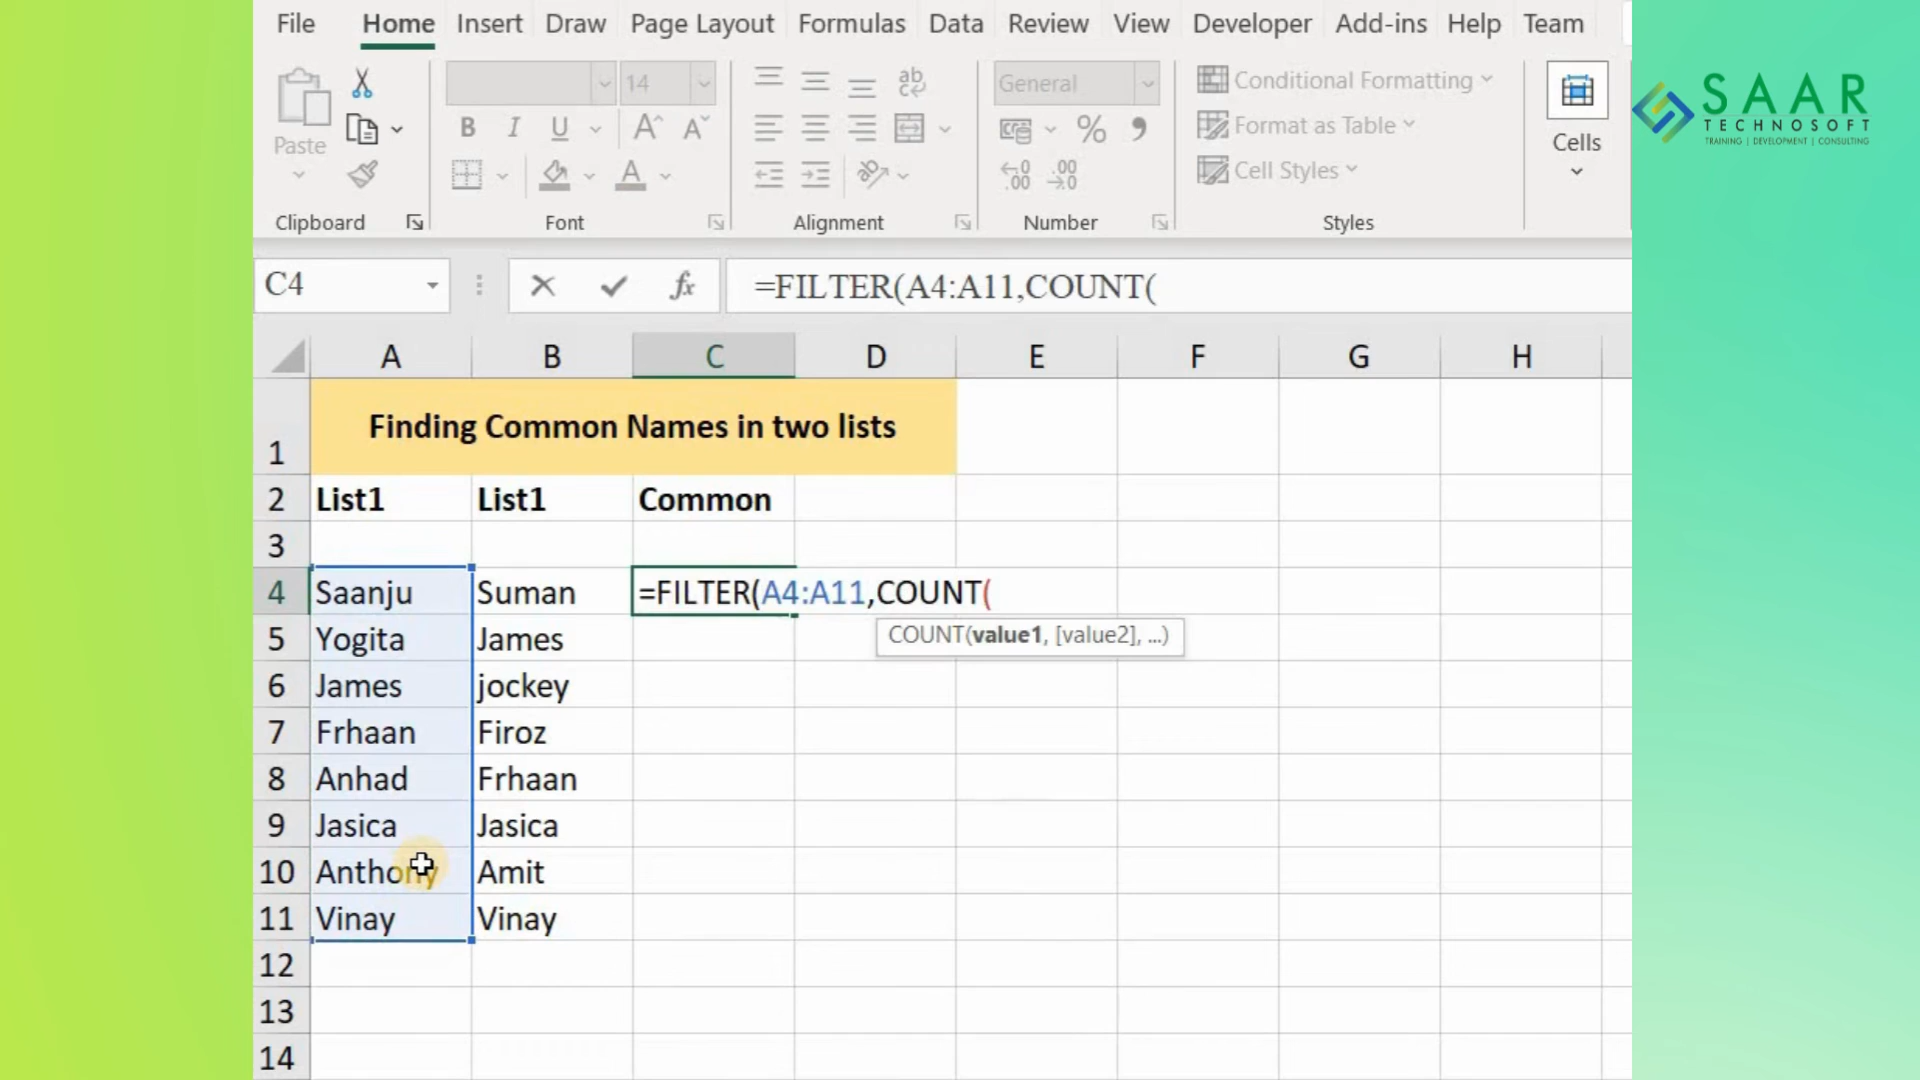 File Home Insert Draw Page Layout Formulas Data Review View Developer Add-ins Help Team
SAAR
TECHNOSOFT
TRAINING | DEVELOPMENT | CONSULTING
14 General Conditional Formatting
Format as Table
Cell Styles
Paste
B I U A A % 9
A
Cells
Clipboard Font Alignment Number Styles
C4 fx =FILTER(A4:A11,COUNT(
A B C D E F G H
1 Finding Common Names in two lists
2 List1 List1 Common
3
4 Saanju Suman =FILTER(A4:A11,COUNT(
COUNT(value1, [value2], ...)
5 Yogita James
6 James jockey
7 Frhaan Firoz
8 Anhad Frhaan
9 Jasica Jasica
10 Anthony Amit
11 Vinay Vinay
12
13
14